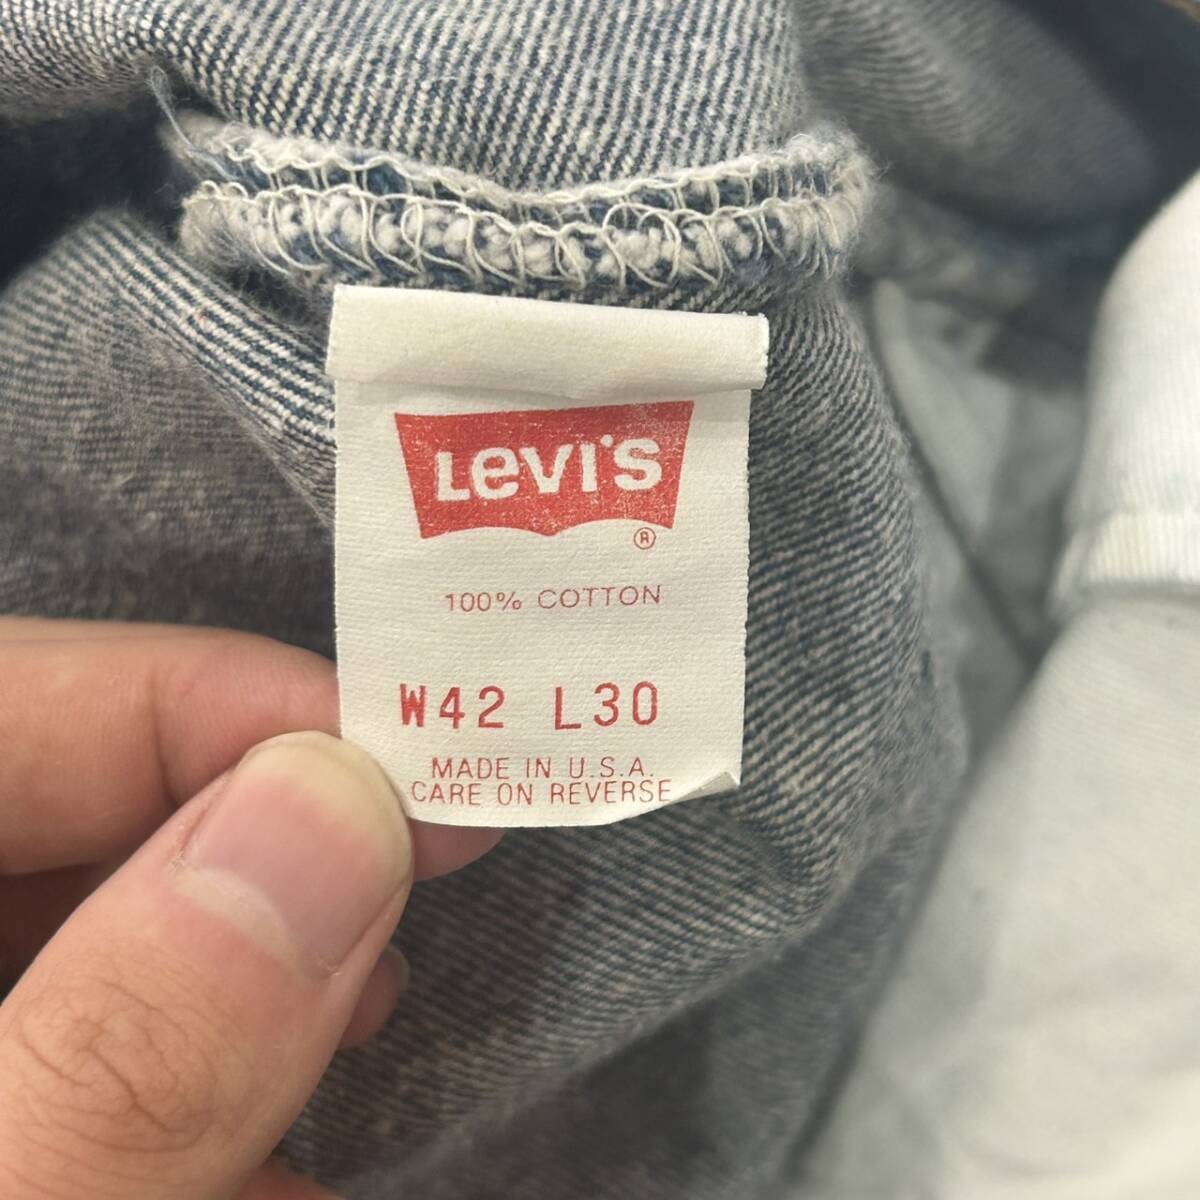 LeVI'S
®
100% COTTON
W42 L30
MADE IN U.S.A.
CARE ON REVERSE